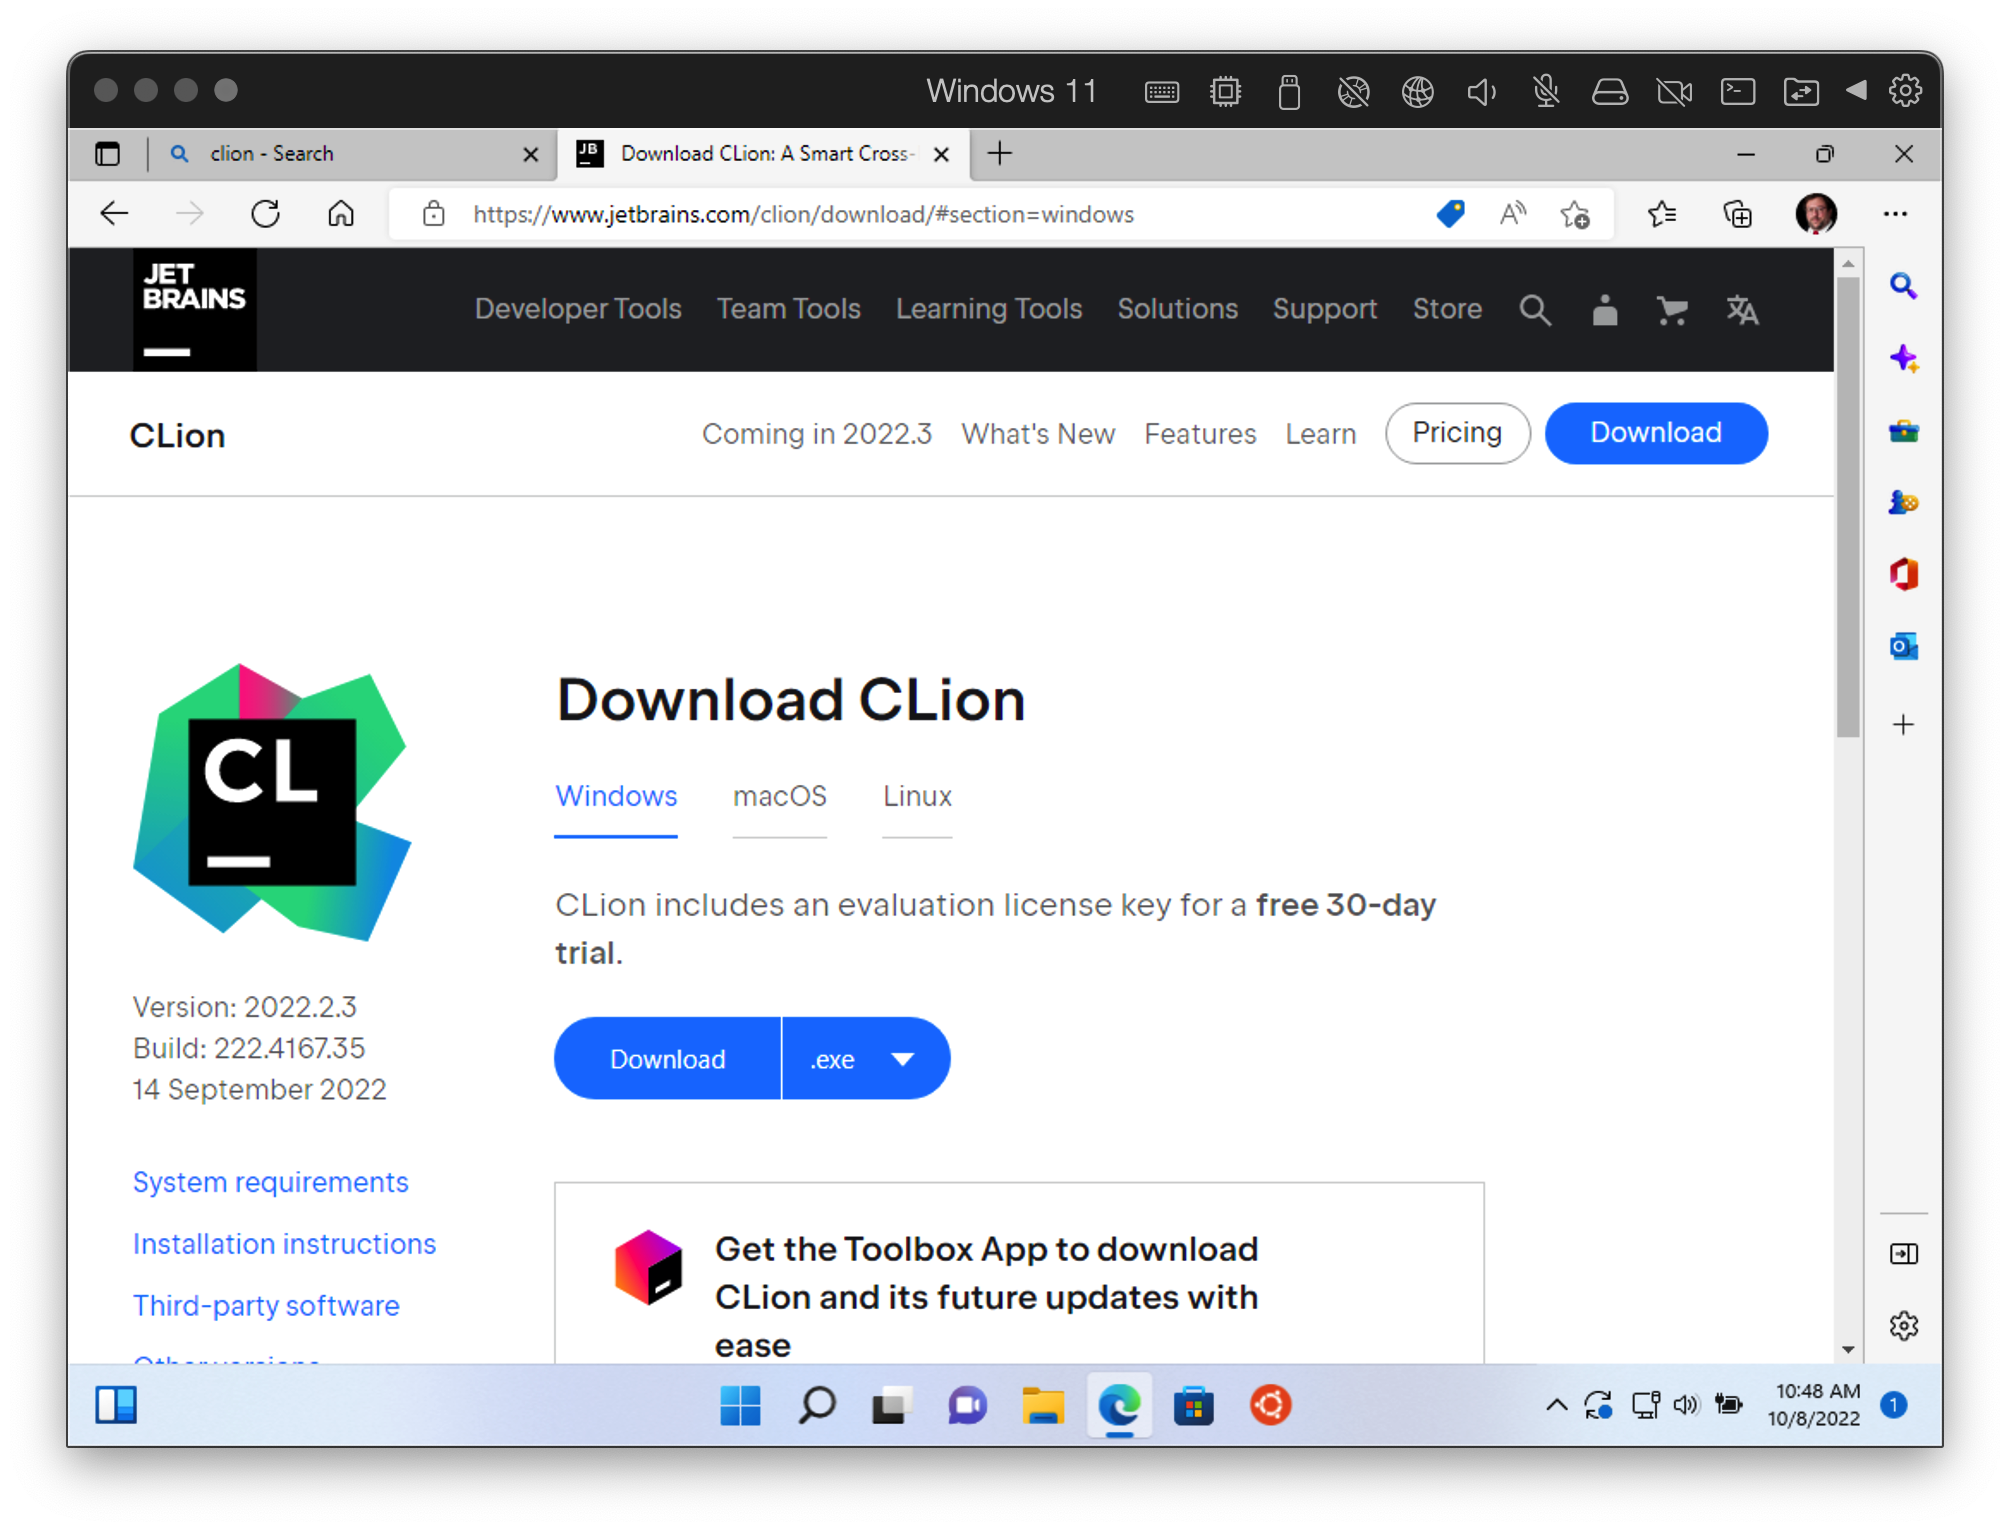 Windows 11
clion - Search
Download CLion: A Smart Cross-
https://www.jetbrains.com/clion/download/#section=windows
JET
BRAINS
Developer Tools Team Tools Learning Tools Solutions Support Store
CLion
Coming in 2022.3 What's New Features Learn Pricing Download
CL
Version: 2022.2.3
Build: 222.4167.35
14 September 2022
System requirements
Installation instructions
Third-party software
Other versions
Download CLion
Windows macOS Linux
CLion includes an evaluation license key for a free 30-day
trial.
Download .exe
Get the Toolbox App to download
CLion and its future updates with
ease
10:48 AM
10/8/2022
1